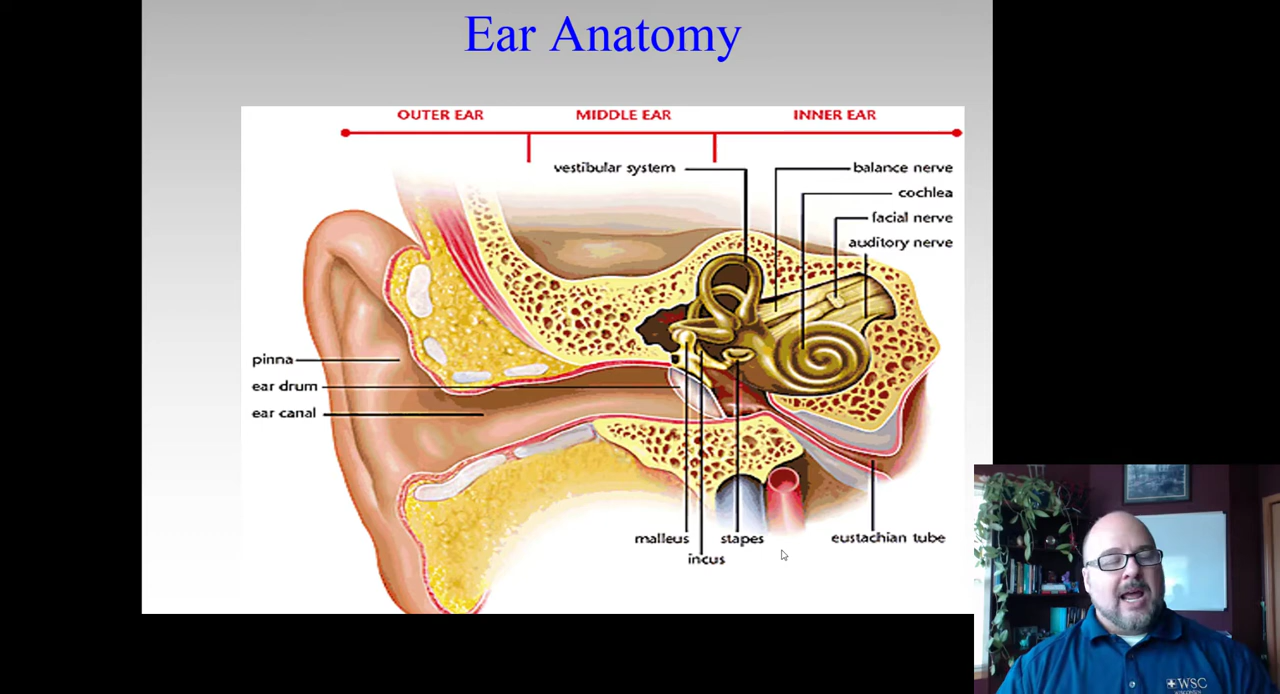 Ear Anatomy
OUTER EAR MIDDLE EAR INNER EAR
vestibular system
balance nerve
cochlea
facial nerve
auditory nerve
pinna
ear drum
ear canal
malleus
stapes
incus
eustachian tube
WSC